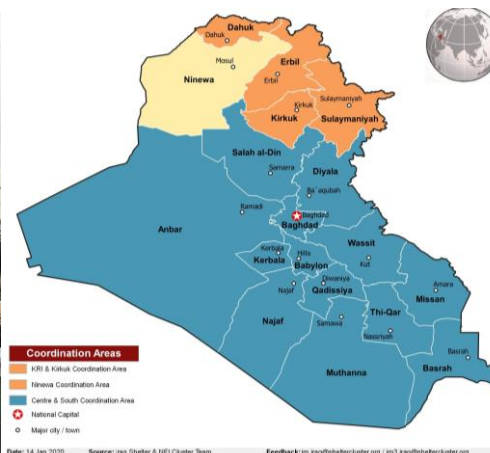 Dahuk
Dahuk
Mosul
Erbil
Ninewa
Erbil
Sulaymaniyah
Kirkuk
Kirkuk
Sulaymaniyah
Salah al-Din
Diyala
Samarra
Ba`aqubah
Ramadi
Baghdad
Anbar
Baghdad
Wassit
Kerbala
Hilla
Kerbala
Babylon
Kut
Diwaniya
Najaf
Qadissiya
Amara
Missan
Thi-Qar
Najaf
Samawa
Nassriyah
Basrah
Muthanna
Basrah
Coordination Areas
KRI & Kirkuk Coordination Area
Ninewa Coordination Area
Centre & South Coordination Area
National Capital
Major city / town
Date: 14 Jan 2020 Source: Iraq Shelter & NFI Cluster Team Feedback: